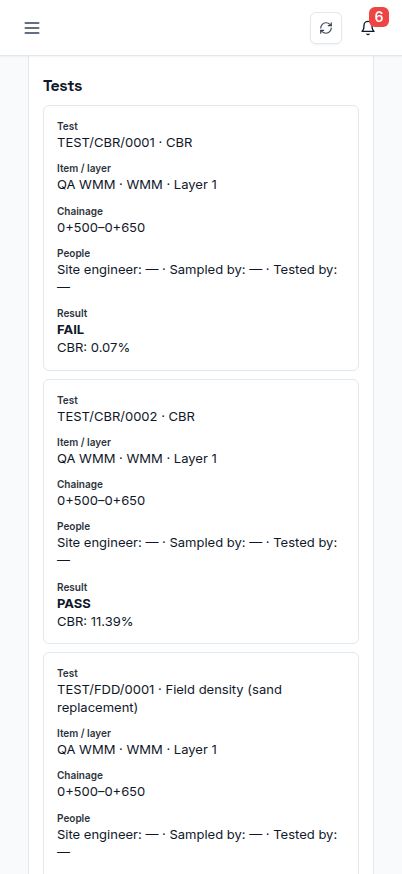 6
Tests
Test
TEST/CBR/0001 · CBR
Item / layer
QA WMM · WMM · Layer 1
Chainage
0+500–0+650
People
Site engineer: — · Sampled by: — · Tested by:
—
Result
FAIL
CBR: 0.07%
Test
TEST/CBR/0002 · CBR
Item / layer
QA WMM · WMM · Layer 1
Chainage
0+500–0+650
People
Site engineer: — · Sampled by: — · Tested by:
—
Result
PASS
CBR: 11.39%
Test
TEST/FDD/0001 · Field density (sand
replacement)
Item / layer
QA WMM · WMM · Layer 1
Chainage
0+500–0+650
People
Site engineer: — · Sampled by: — · Tested by:
—